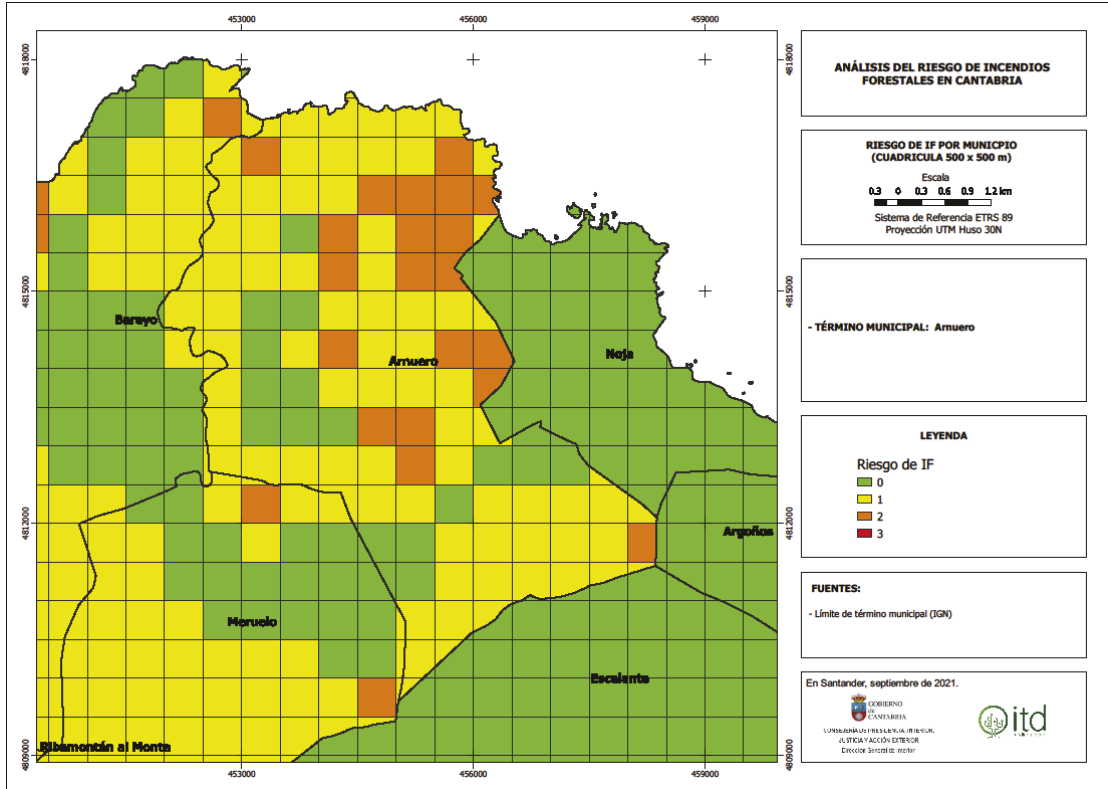 453000
456000
459000
4818000
4818000
4815000
4815000
4812000
4812000
4809000
4809000
453000
456000
459000
Bareyo
Arnuero
Noja
Argoños
Meruelo
Escalante
Ribamontán al Monte
ANÁLISIS DEL RIESGO DE INCENDIOS
FORESTALES EN CANTABRIA
RIESGO DE IF POR MUNICPIO
(CUADRICULA 500 x 500 m)
Escala
0.3 0 0.3 0.6 0.9 1.2 km
Sistema de Referencia ETRS 89
Proyección UTM Huso 30N
- TÉRMINO MUNICIPAL: Arnuero
LEYENDA
Riesgo de IF
0
1
2
3
FUENTES:
- Límite de término municipal (IGN)
En Santander, septiembre de 2021.
GOBIERNO
de
CANTABRIA
CONSEJERÍA DE PRESIDENCIA, INTERIOR,
JUSTICIA Y ACCIÓN EXTERIOR
Dirección General de Interior
itd